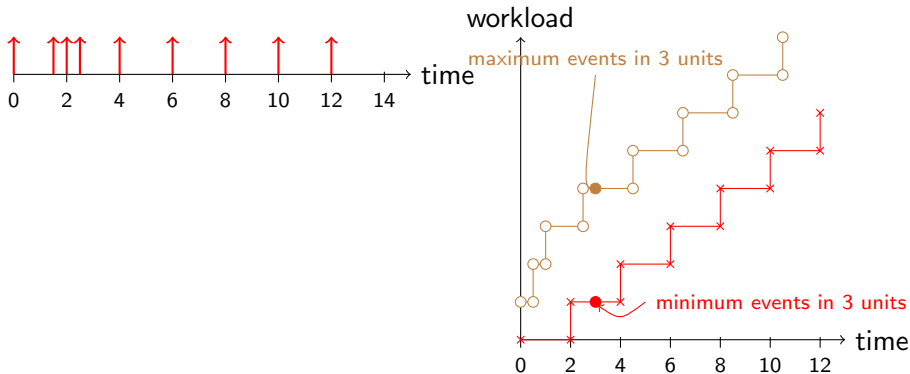 time
0 2 4 6 8 10 12 14
workload
maximum events in 3 units
minimum events in 3 units
time
0 2 4 6 8 10 12